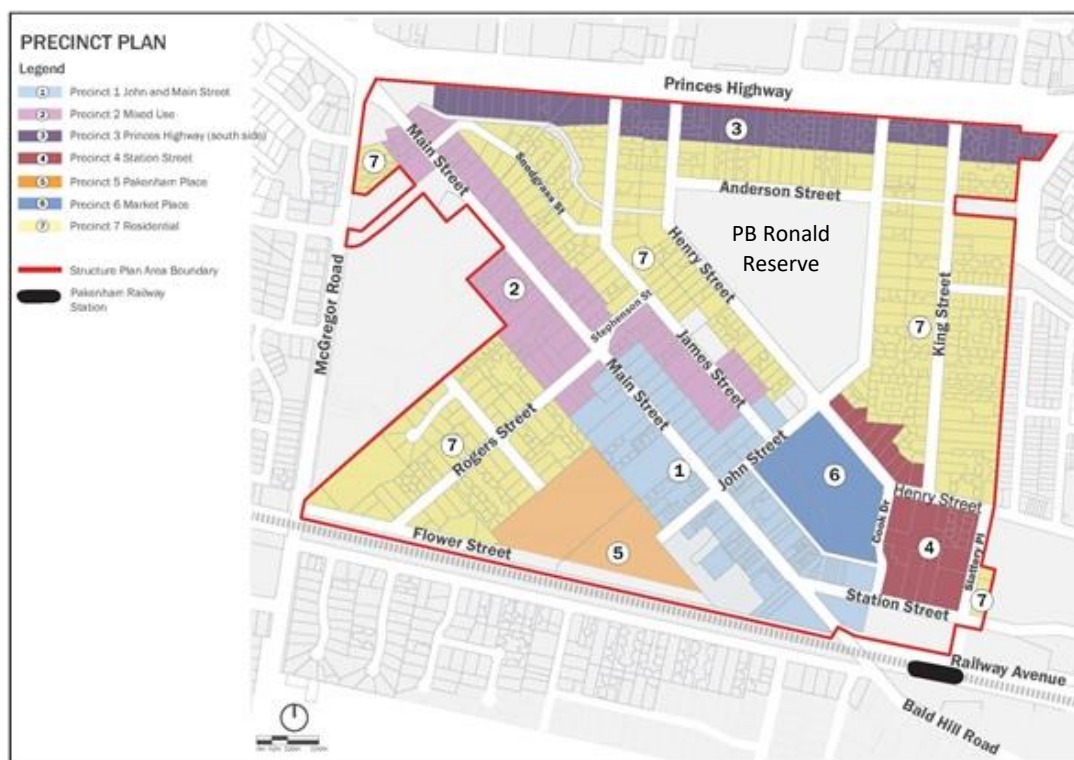 PRECINCT PLAN
Legend
1 Precinct 1 John and Main Street
2 Precinct 2 Mixed Use
3 Precinct 3 Princes Highway (south side)
4 Precinct 4 Station Street
5 Precinct 5 Pakenham Place
6 Precinct 6 Market Place
7 Precinct 7 Residential
Structure Plan Area Boundary
Pakenham Railway
Station
Princes Highway
3
Main Street
7
Snodgrass St
Anderson Street
PB Ronald
Reserve
Henry Street
7
McGregor Road
2
Stephenson St
King Street
7
James Street
Main Street
Rogers Street
7
1
John Street
6
Henry Street
Cook Dr
4
Slattery Pl
Flower Street
5
Station Street
7
Railway Avenue
Bald Hill Road